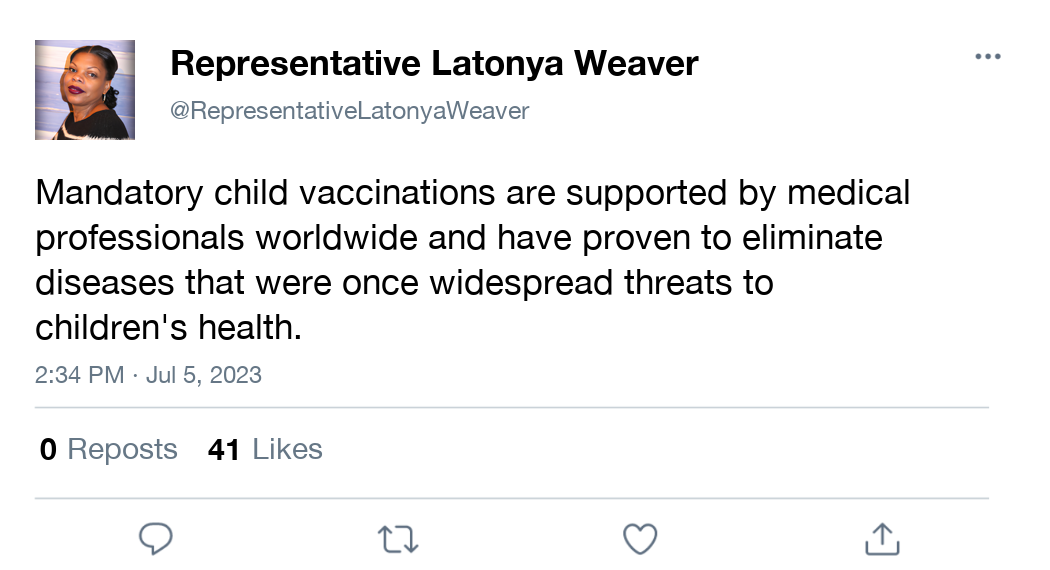 Representative Latonya Weaver
@RepresentativeLatonyaWeaver
Mandatory child vaccinations are supported by medical
professionals worldwide and have proven to eliminate
diseases that were once widespread threats to
children's health.
2:34 PM · Jul 5, 2023
0 Reposts 41 Likes